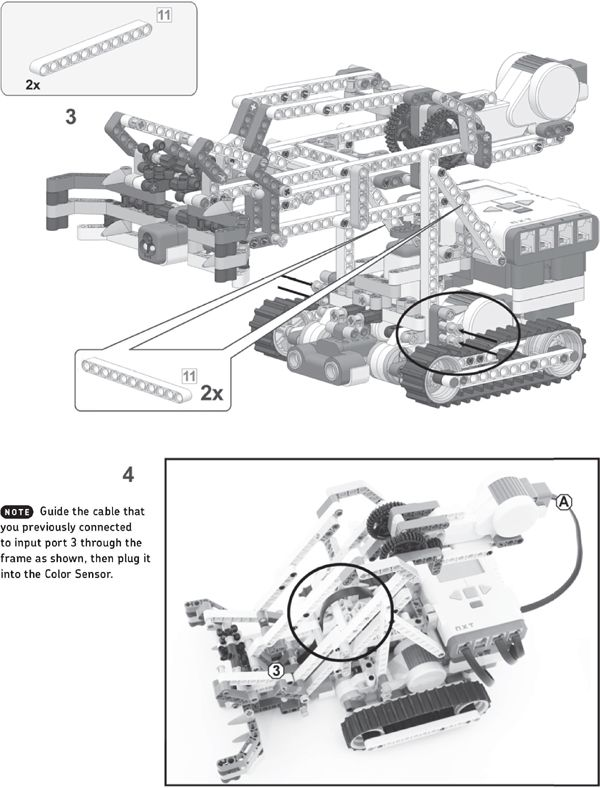 11
2x
3
11
2x
4
NOTE Guide the cable that
you previously connected
to input port 3 through the
frame as shown, then plug it
into the Color Sensor.
A
NXT
3